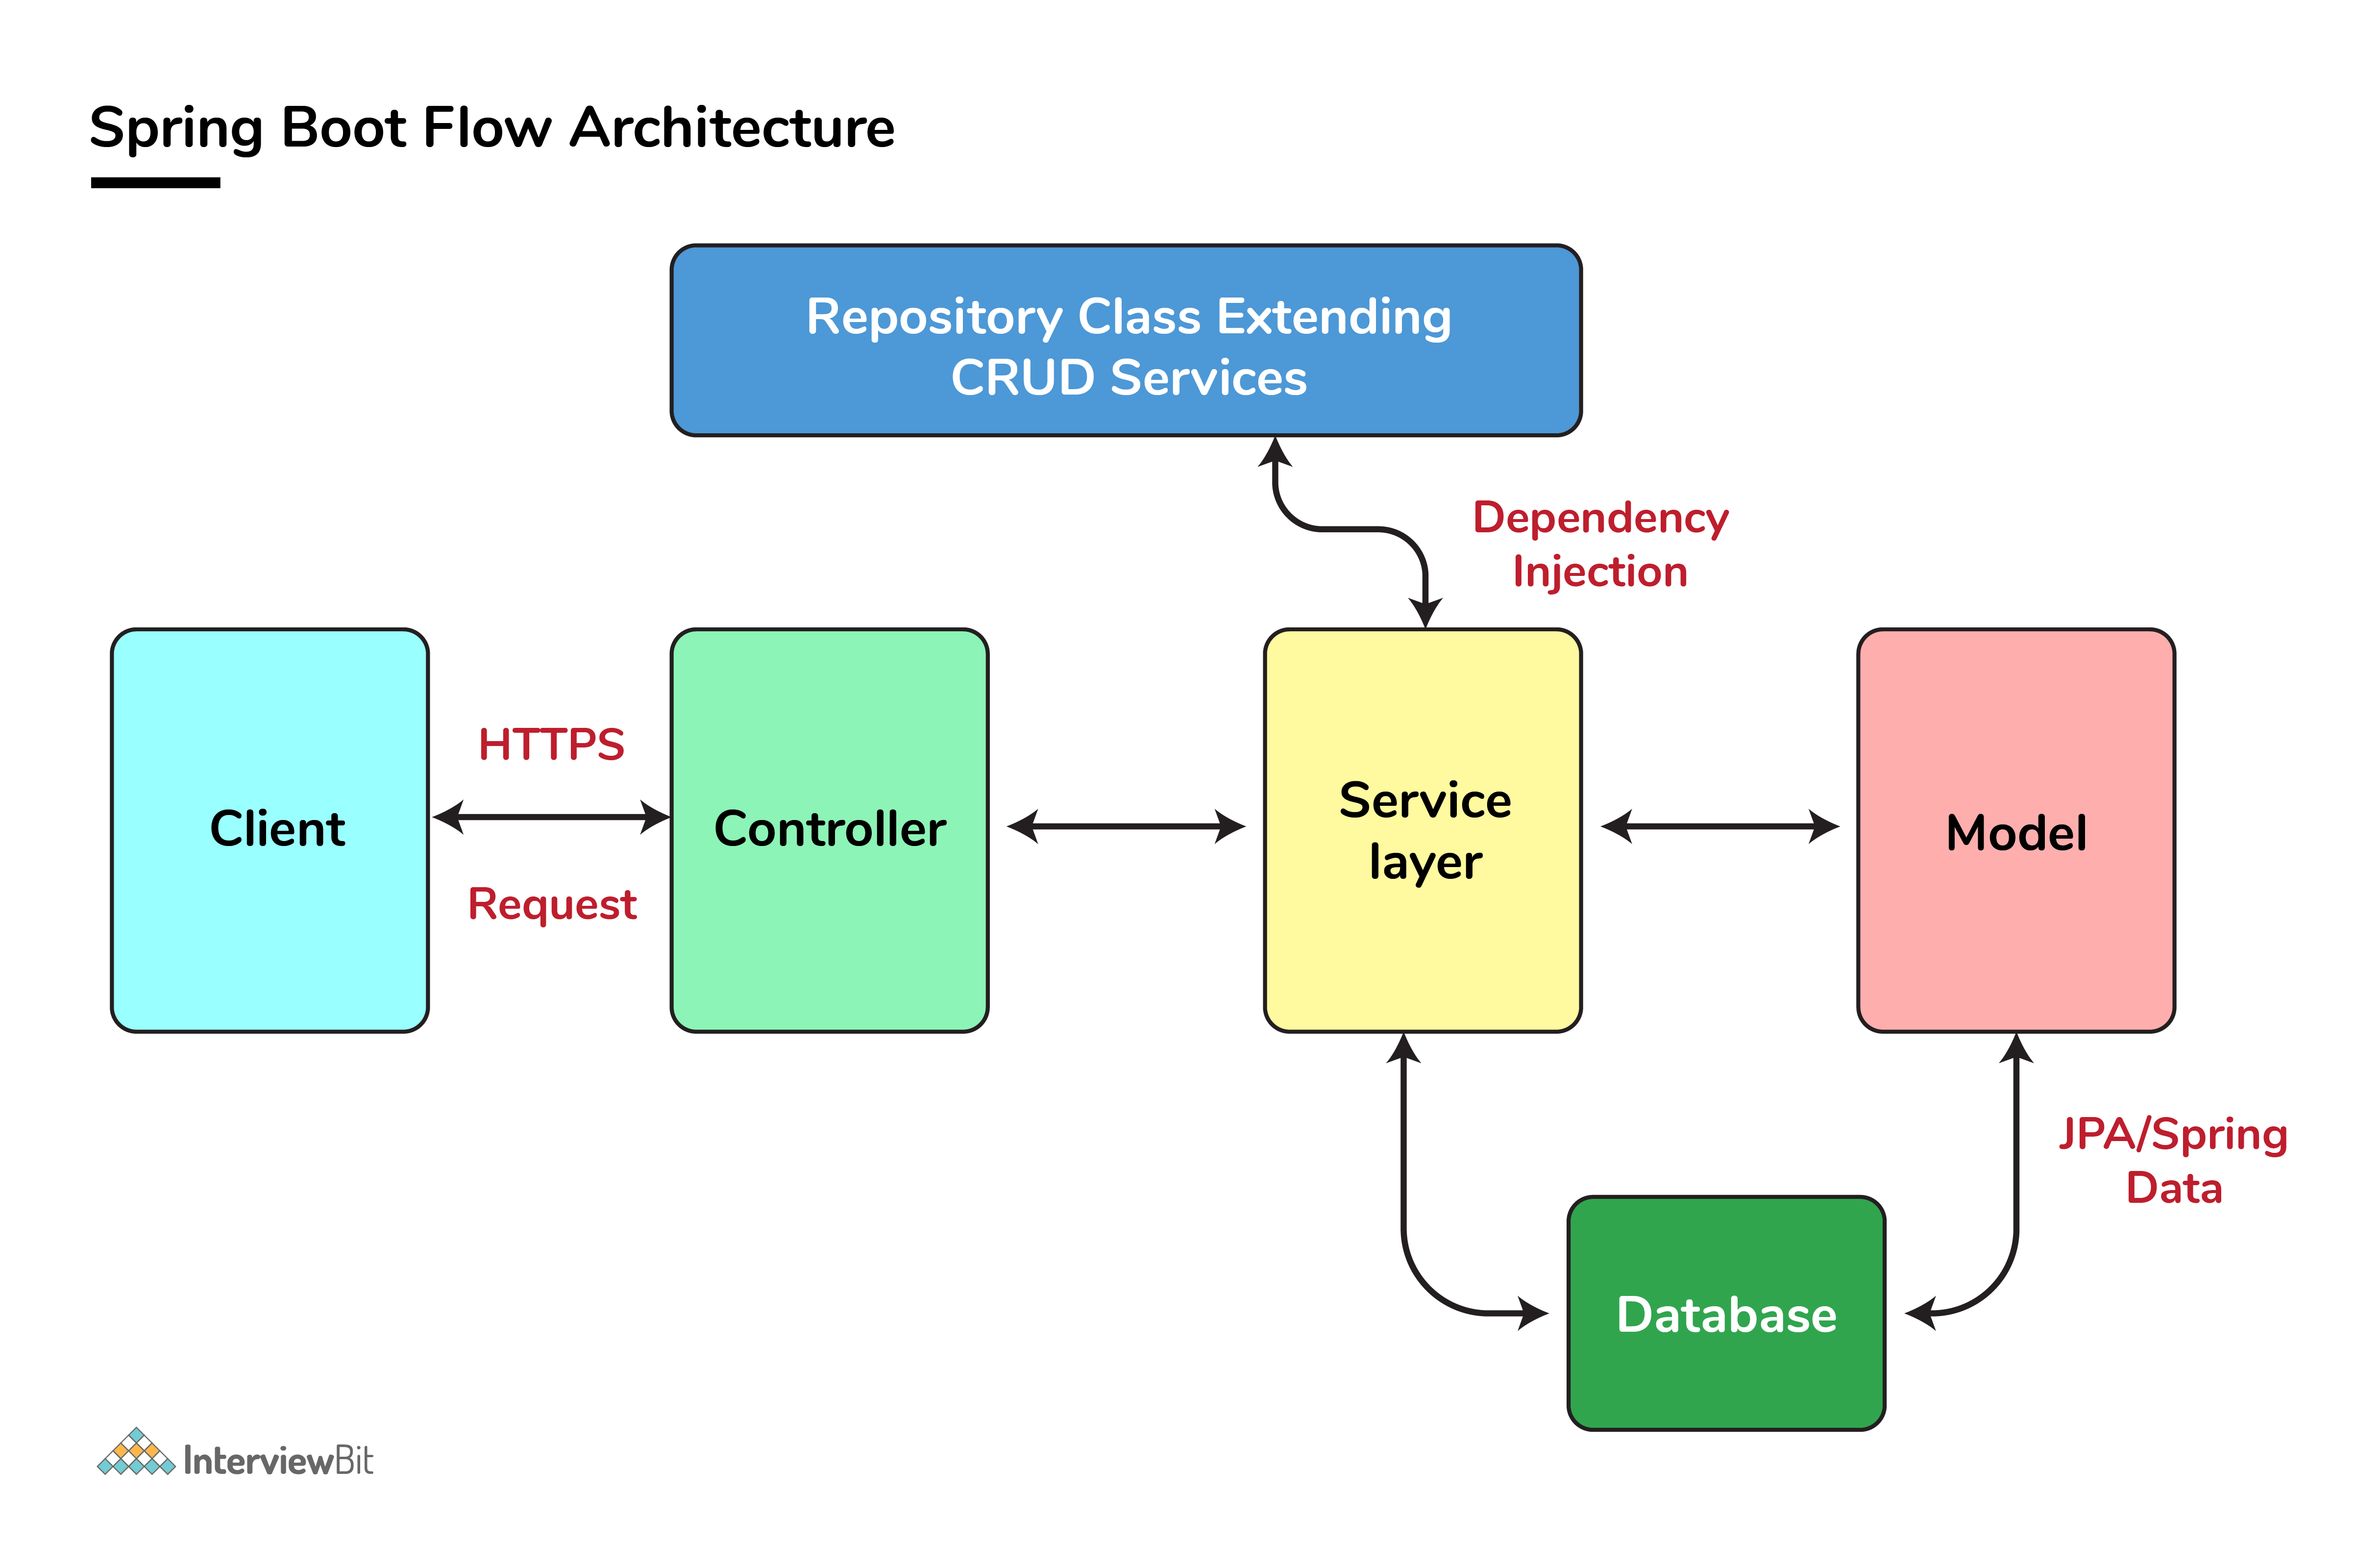 Spring Boot Flow Architecture
Repository Class Extending
CRUD Services
Dependency
Injection
Client
HTTPS
Request
Controller
Service
layer
Model
JPA/Spring
Data
Database
InterviewBit